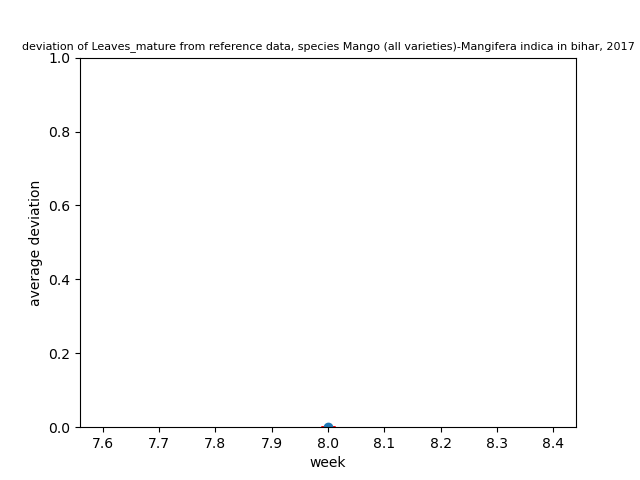 deviation of Leaves_mature from reference data, species Mango (all varieties)-Mangifera indica in bihar, 2017
1.0
0.8
0.6
0.4
0.2
0.0
average deviation
7.6 7.7 7.8 7.9 8.0 8.1 8.2 8.3 8.4
week